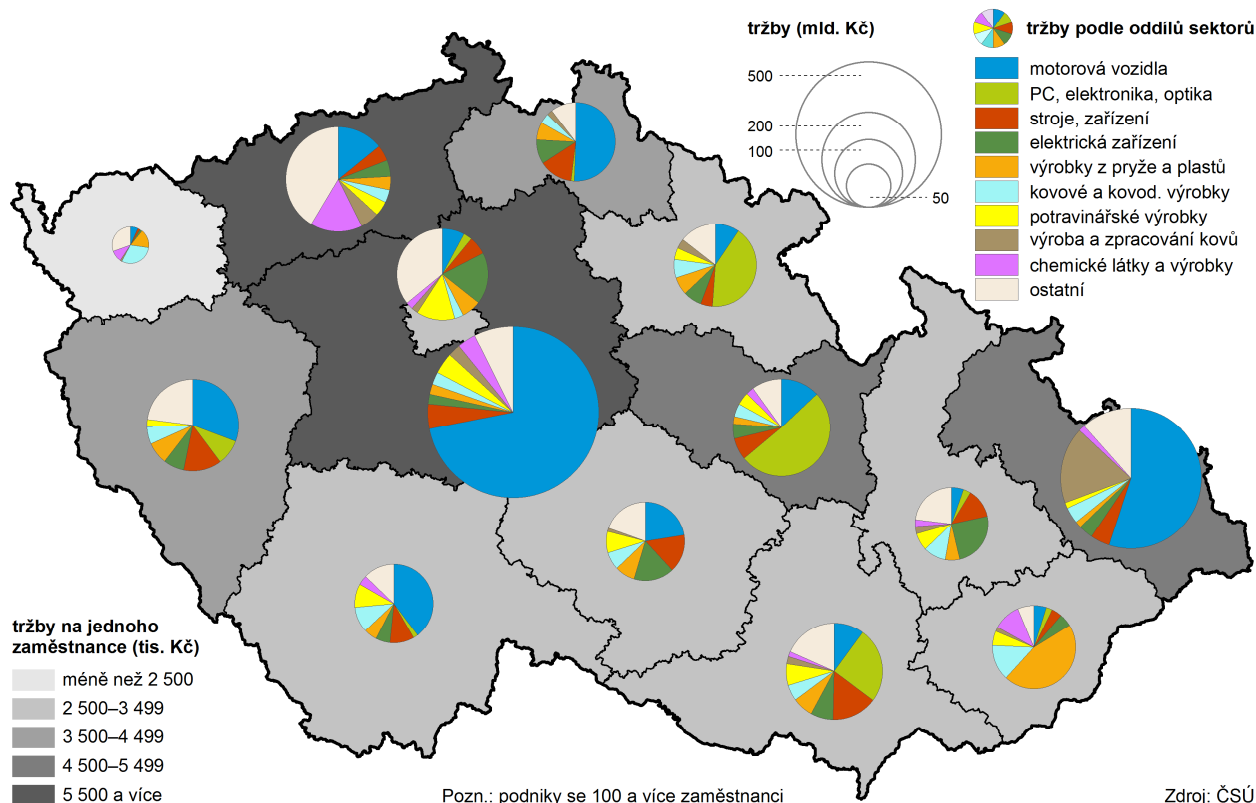 tržby (mld. Kč)
500
200
100
50
tržby podle oddílů sektorů
motorová vozidla
PC, elektronika, optika
stroje, zařízení
elektrická zařízení
výrobky z pryže a plastů
kovové a kovod. výrobky
potravinářské výrobky
výroba a zpracování kovů
chemické látky a výrobky
ostatní
tržby na jednoho
zaměstnance (tis. Kč)
méně než 2 500
2 500–3 499
3 500–4 499
4 500–5 499
5 500 a více
Pozn.: podniky se 100 a více zaměstnanci
Zdroj: ČSÚ